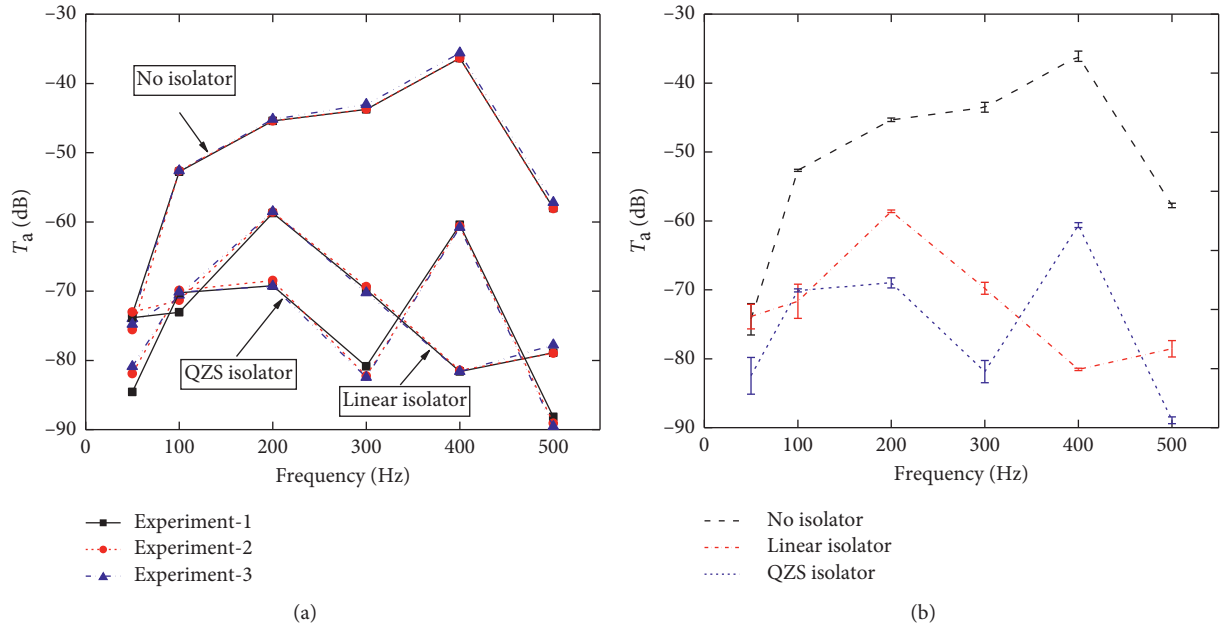 –30
–40
–50
–60
–70
–80
–90
Ta (dB)
No isolator
QZS isolator
Linear isolator
0 100 200 300 400 500
Frequency (Hz)
Experiment-1
Experiment-2
Experiment-3
(a)
–30
–40
–50
–60
–70
–80
–90
Ta (dB)
0 100 200 300 400 500
Frequency (Hz)
No isolator
Linear isolator
QZS isolator
(b)